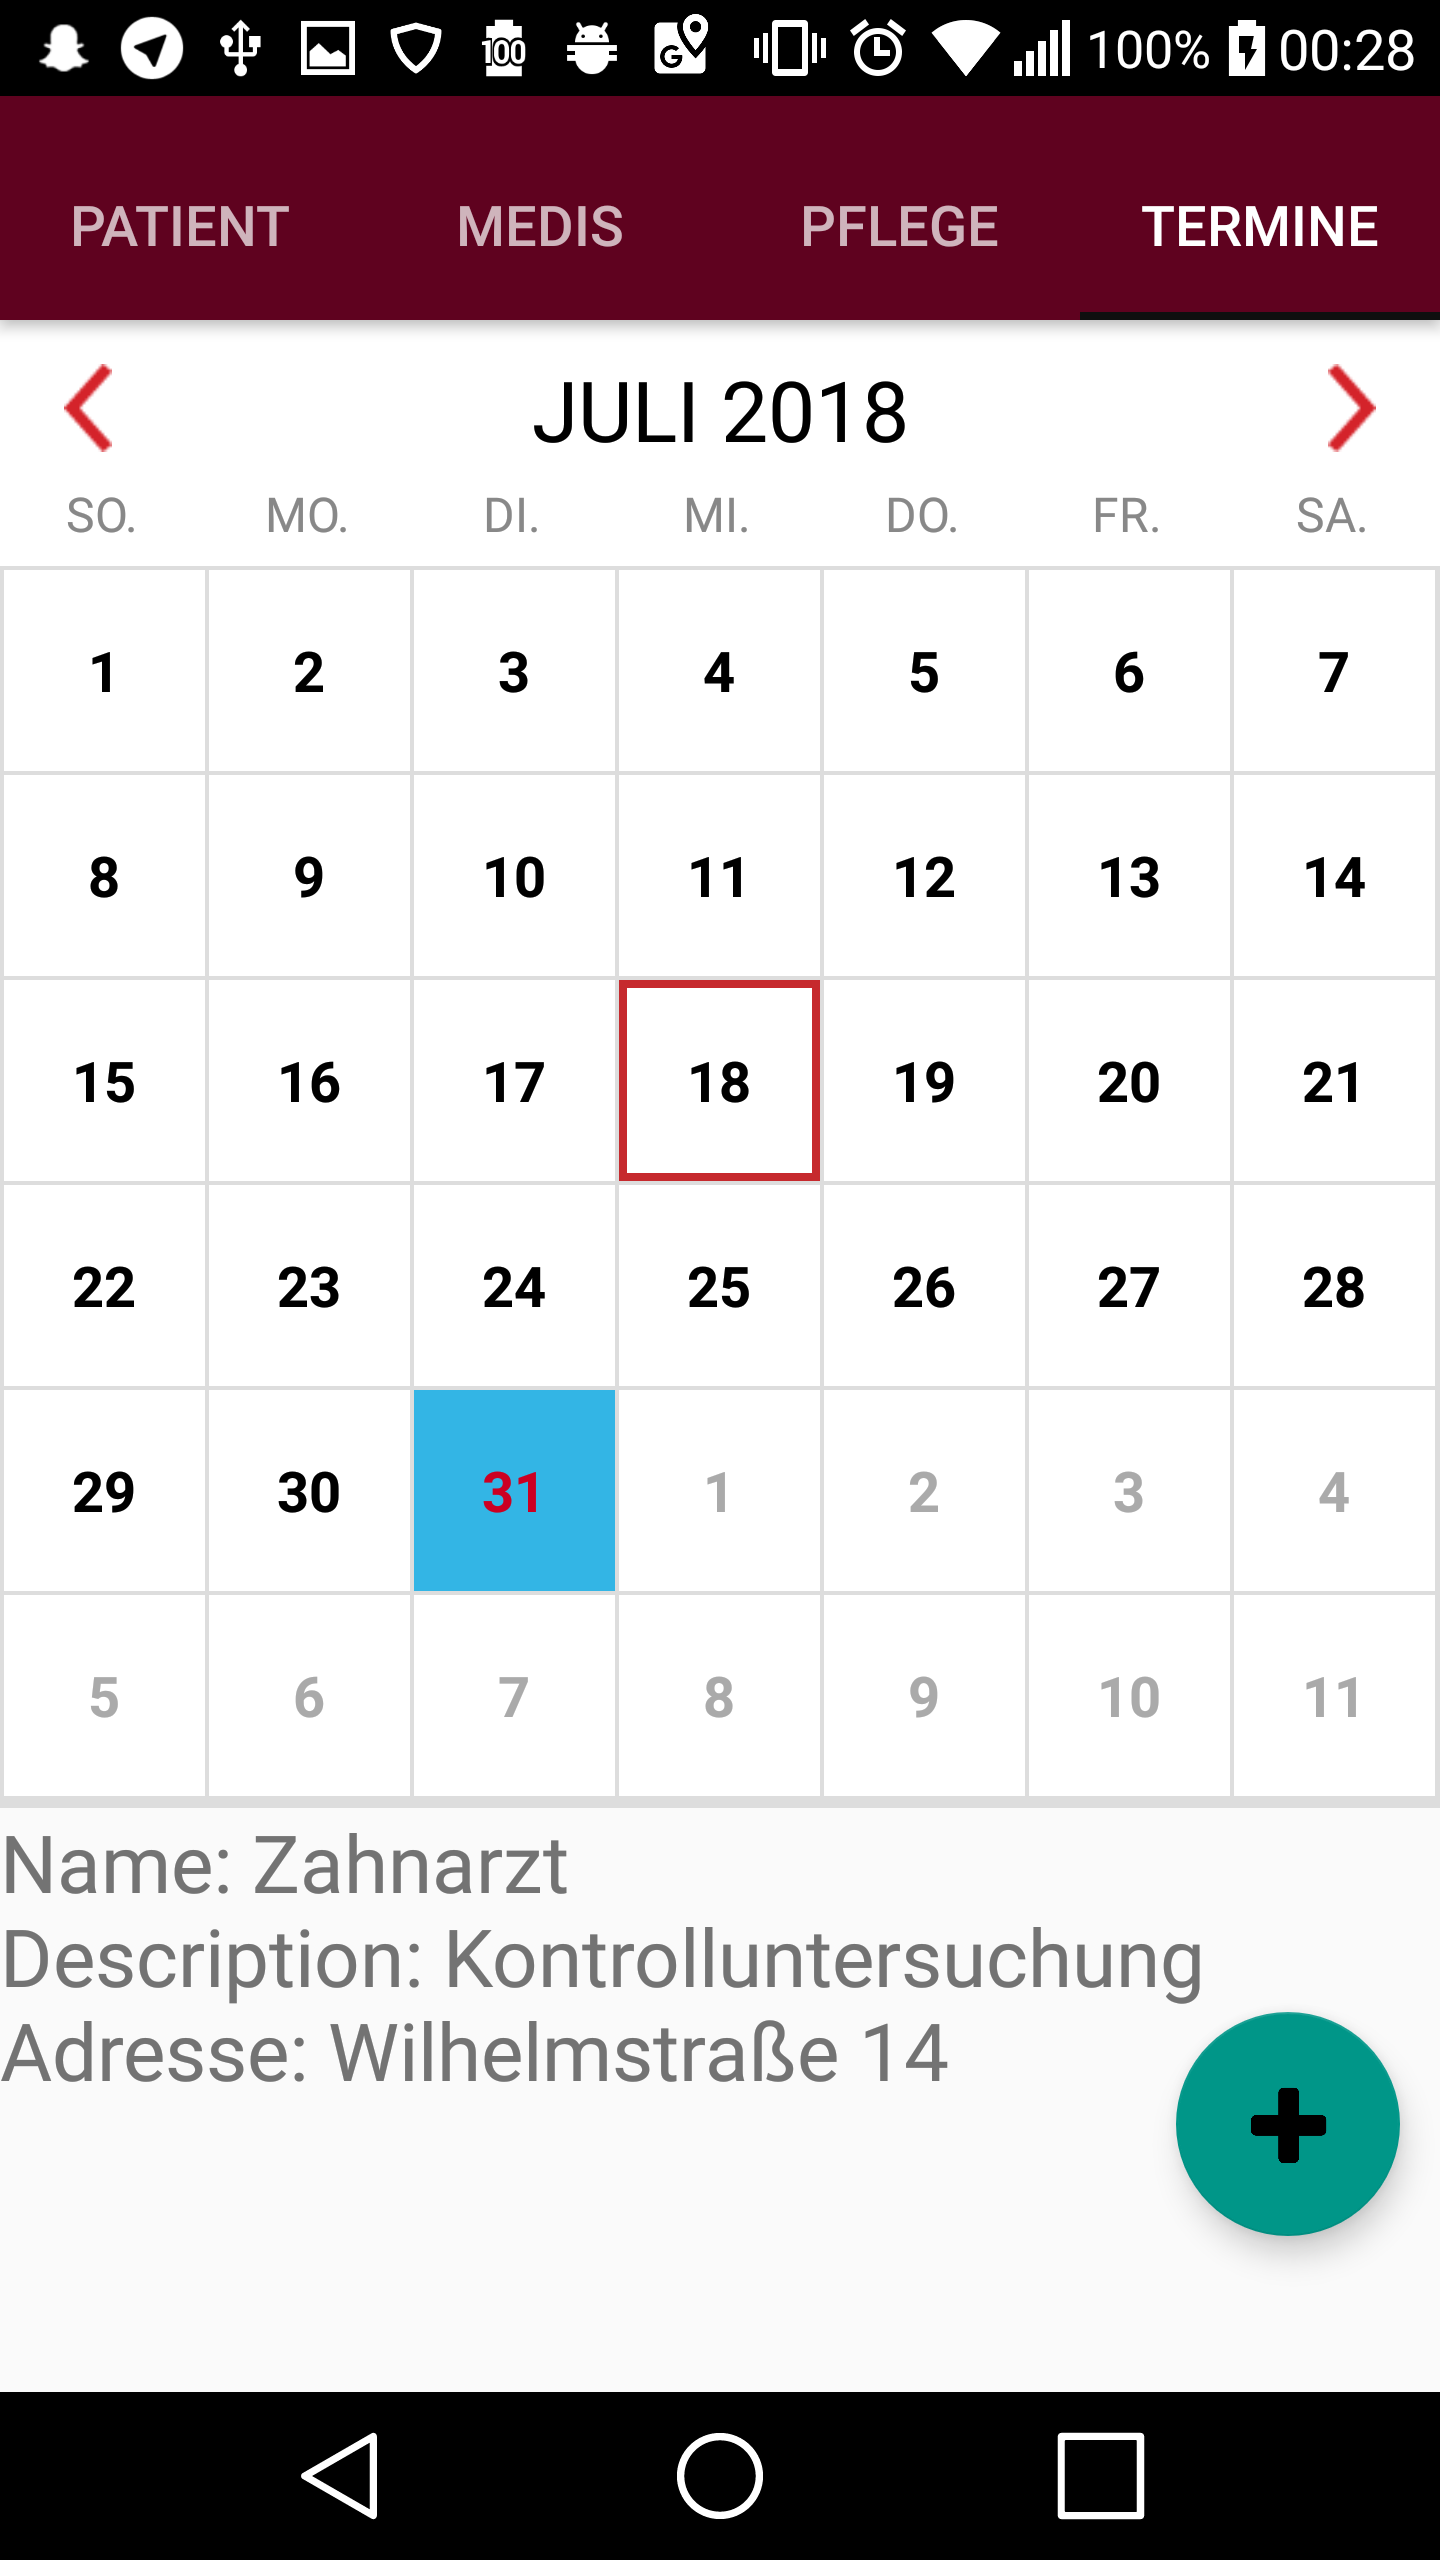 100 G 100% 00:28
PATIENT MEDIS PFLEGE TERMINE
JULI 2018
SO. MO. DI. MI. DO. FR. SA.
1 2 3 4 5 6 7
8 9 10 11 12 13 14
15 16 17 18 19 20 21
22 23 24 25 26 27 28
29 30 31 1 2 3 4
5 6 7 8 9 10 11
Name: Zahnarzt
Description: Kontrolluntersuchung
Adresse: Wilhelmstraße 14